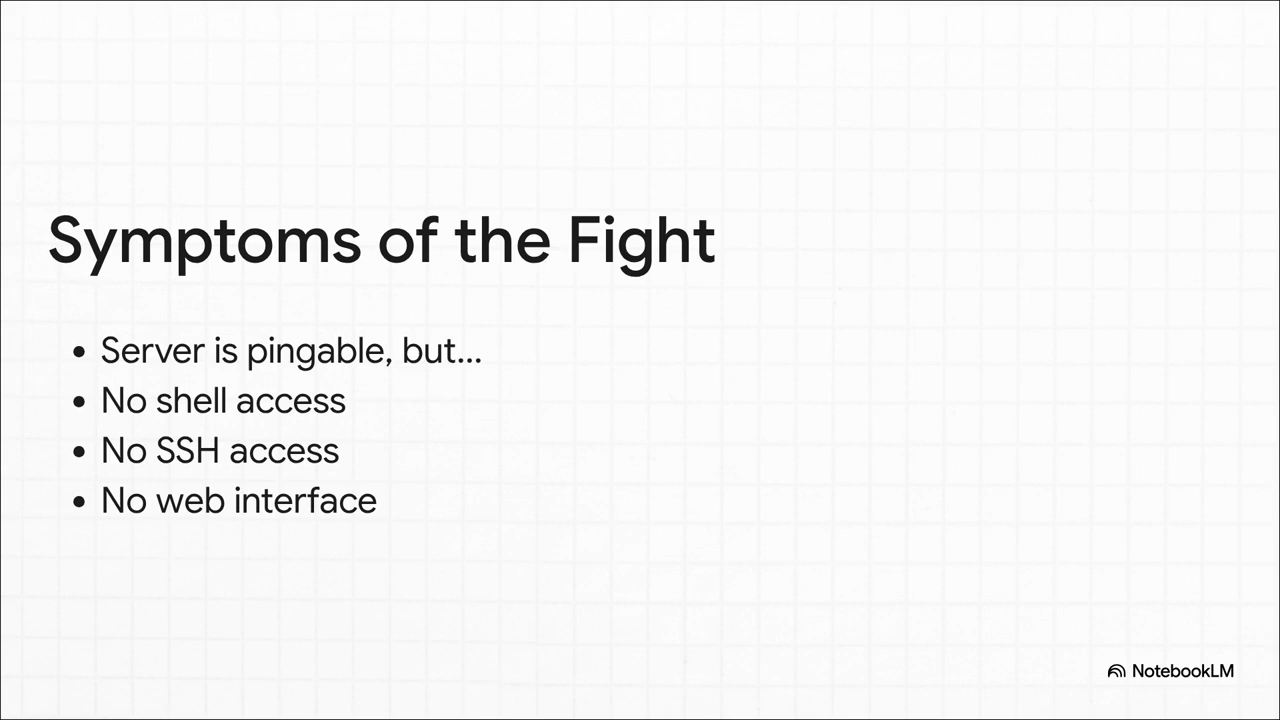 Symptoms of the Fight
• Server is pingable, but...
• No shell access
• No SSH access
• No web interface
NotebookLM